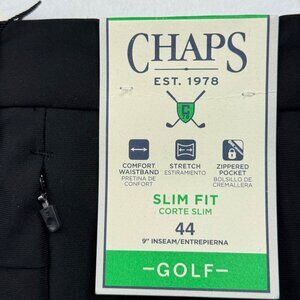 CHAPS
EST. 1978
COMFORT WAISTBAND
PRETINA DE CONFORT
STRETCH
ESTIRAMIENTO
ZIPPERED POCKET
BOLSILLO DE CREMALLERA
SLIM FIT
CORTE SLIM
44
9" INSEAM/ENTREPIERNA
-GOLF-